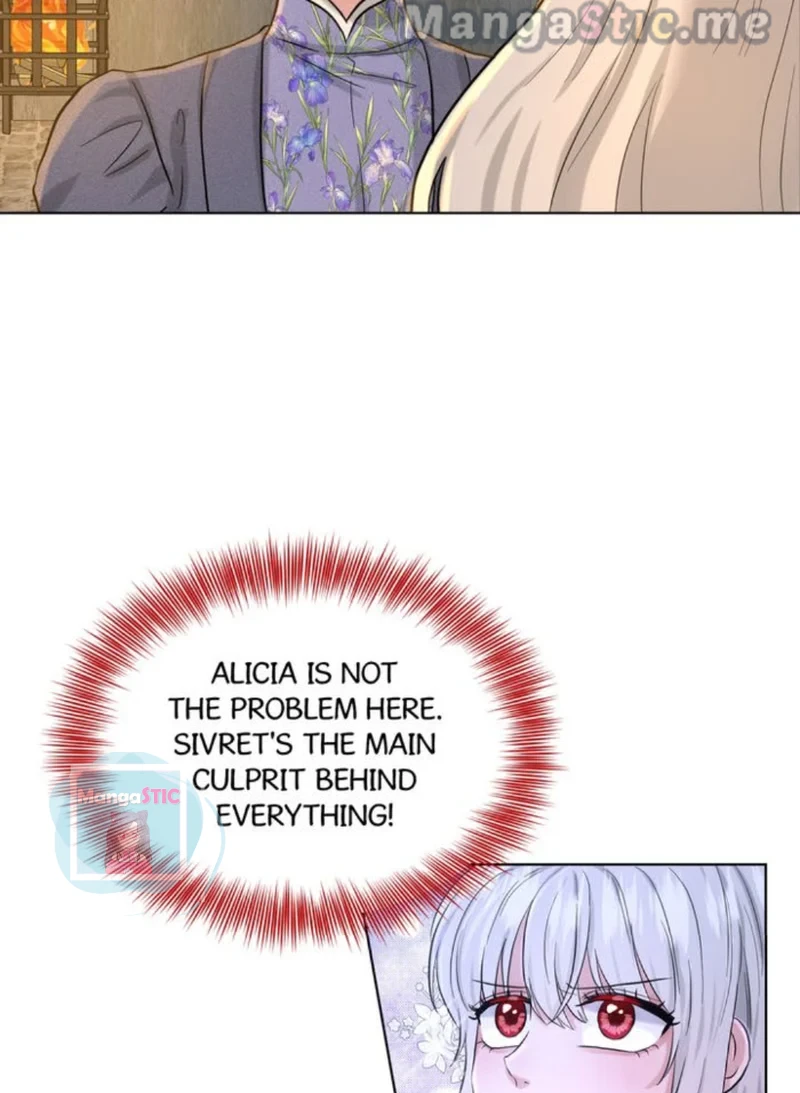 MangaStic.me
ALICIA IS NOT
THE PROBLEM HERE.
SIVRET'S THE MAIN
CULPRIT BEHIND
EVERYTHING!
MangaSTIC